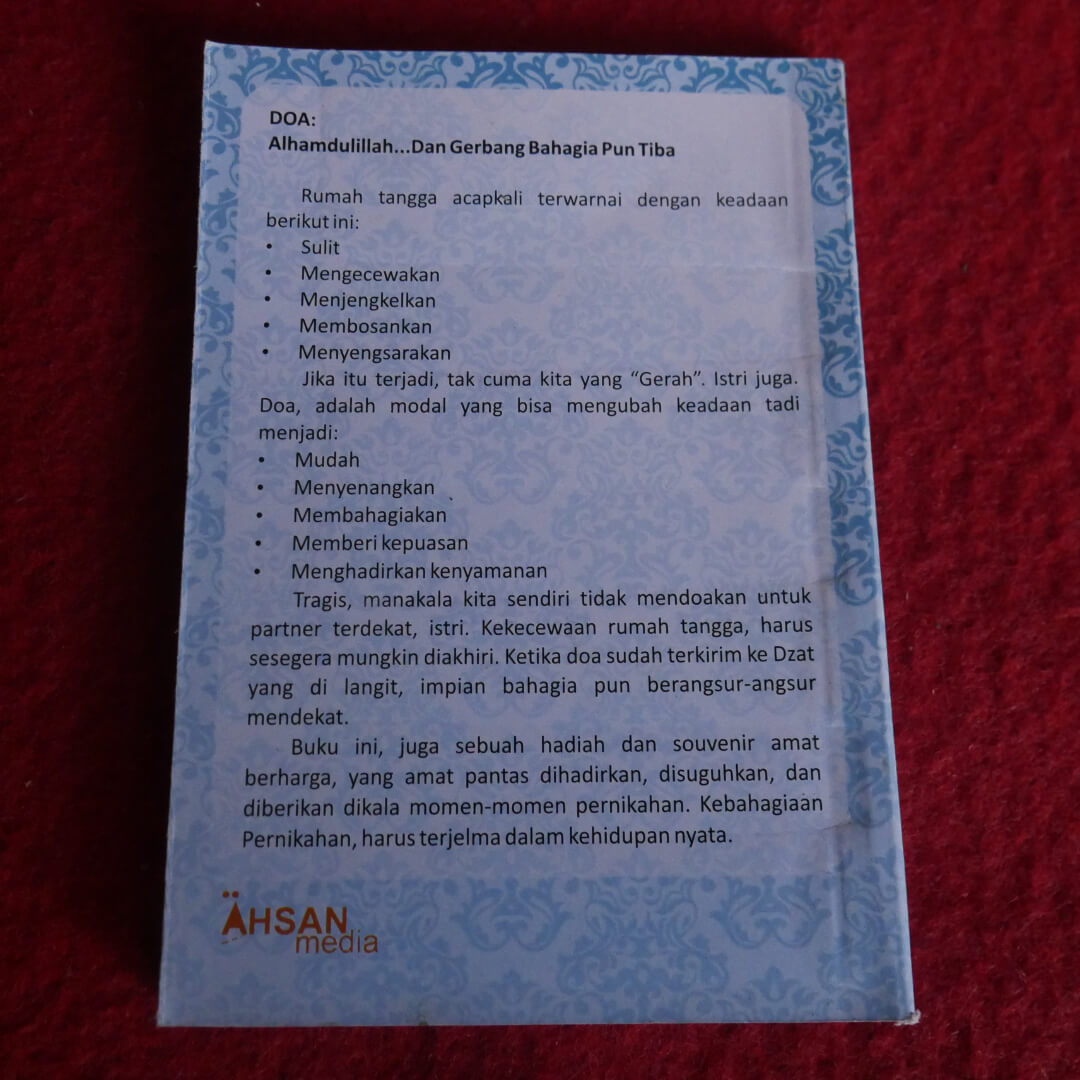 DOA:
Alhamdulillah...Dan Gerbang Bahagia Pun Tiba
Rumah tangga acapkali terwarnai dengan keadaan
berikut ini:
• Sulit
• Mengecewakan
• Menjengkelkan
• Membosankan
• Menyengsarakan
Jika itu terjadi, tak cuma kita yang “Gerah”. Istri juga.
Doa, adalah modal yang bisa mengubah keadaan tadi
menjadi:
• Mudah
• Menyenangkan
• Membahagiakan
• Memberi kepuasan
• Menghadirkan kenyamanan
Tragis, manakala kita sendiri tidak mendoakan untuk
partner terdekat, istri. Kekecewaan rumah tangga, harus
sesegera mungkin diakhiri. Ketika doa sudah terkirim ke Dzat
yang di langit, impian bahagia pun berangsur-angsur
mendekat.
Buku ini, juga sebuah hadiah dan souvenir amat
berharga, yang amat pantas dihadirkan, disuguhkan, dan
diberikan dikala momen-momen pernikahan. Kebahagiaan
Pernikahan, harus terjelma dalam kehidupan nyata.
ÄHSAN
media